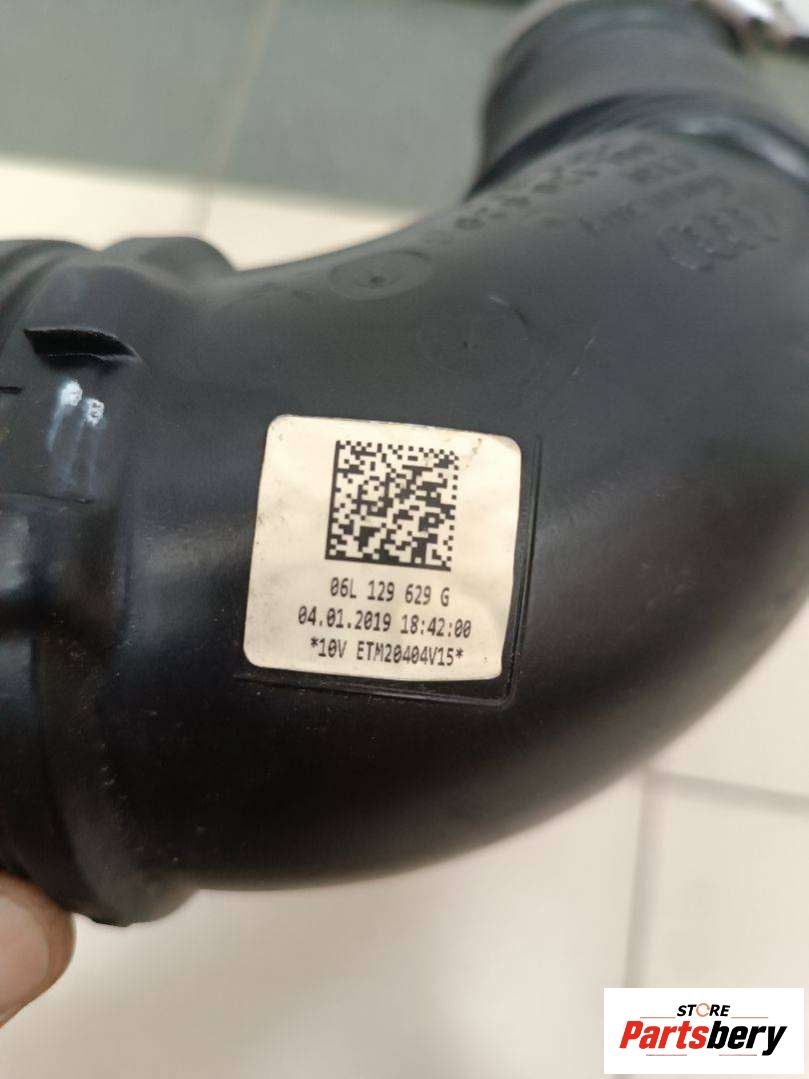 06L 129 629 G
04.01.2019 18:42:00
*10V ETM20404V15*
STORE
Partsbery